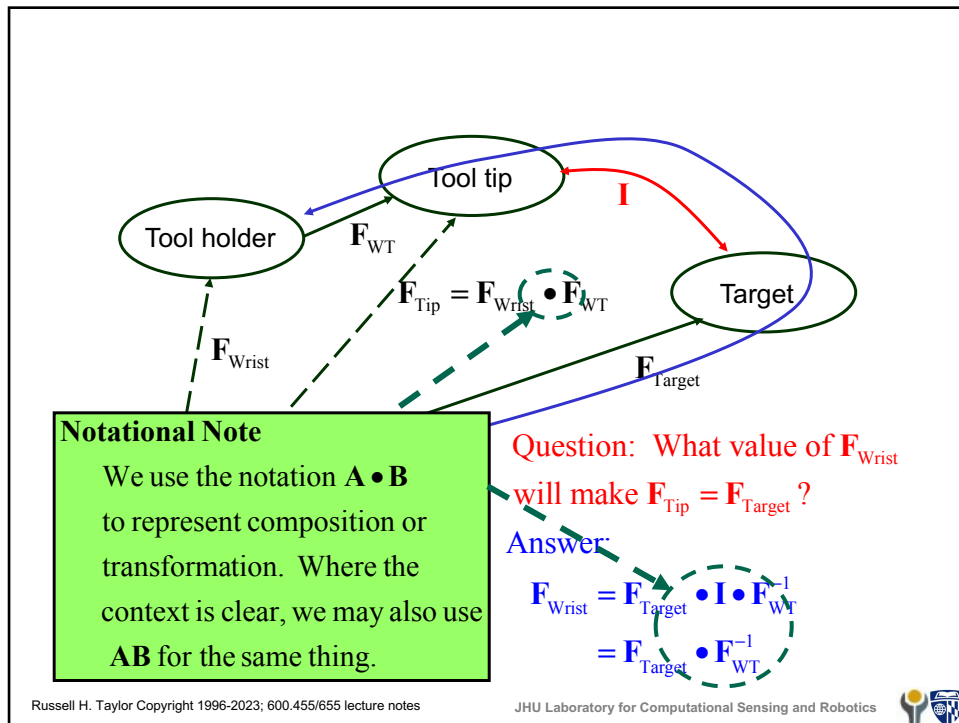 Tool tip
I
Tool holder
F_WT
Target
F_Tip = F_Wrist • F_WT
F_Wrist
F_Target
Notational Note
We use the notation A • B
to represent composition or
transformation. Where the
context is clear, we may also use
AB for the same thing.
Question: What value of F_Wrist
will make F_Tip = F_Target ?
Answer:
F_Wrist = F_Target • I • F_WT^-1
= F_Target • F_WT^-1
Russell H. Taylor Copyright 1996-2023; 600.455/655 lecture notes
JHU Laboratory for Computational Sensing and Robotics